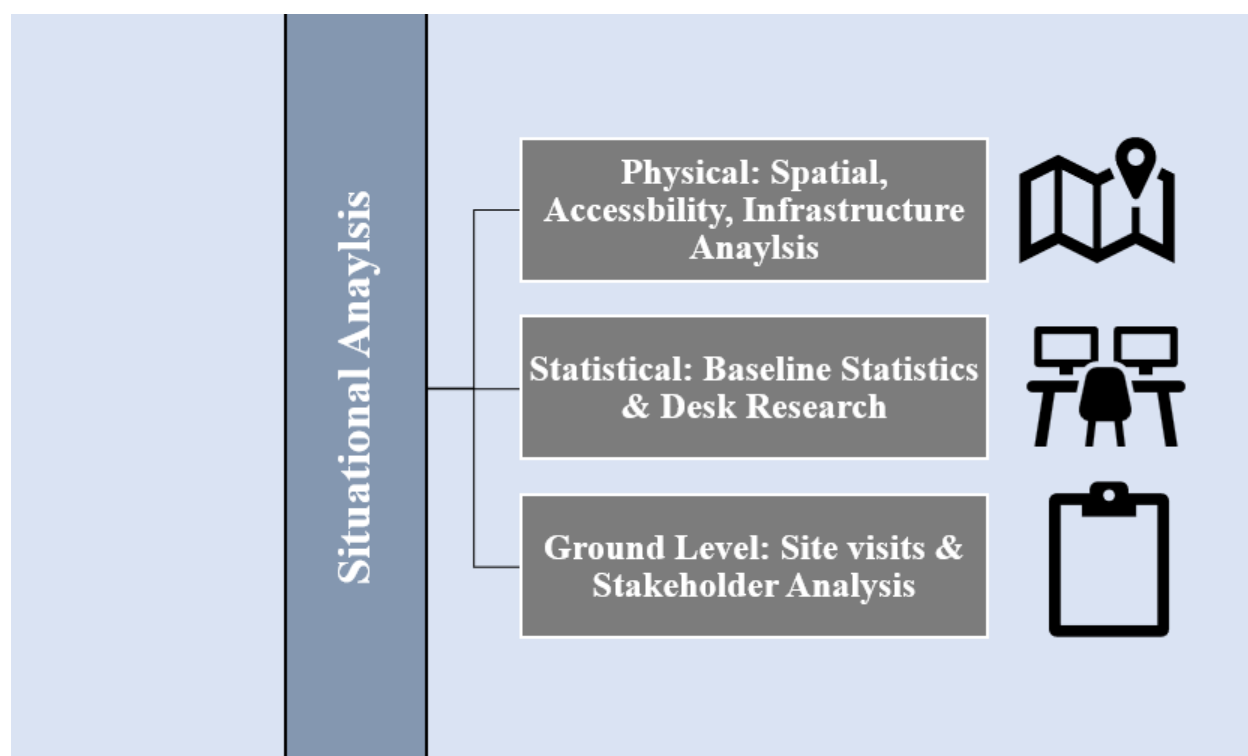 Situational Anaylsis
Physical: Spatial,
Accessbility, Infrastructure
Anaylsis
Statistical: Baseline Statistics
& Desk Research
Ground Level: Site visits &
Stakeholder Analysis